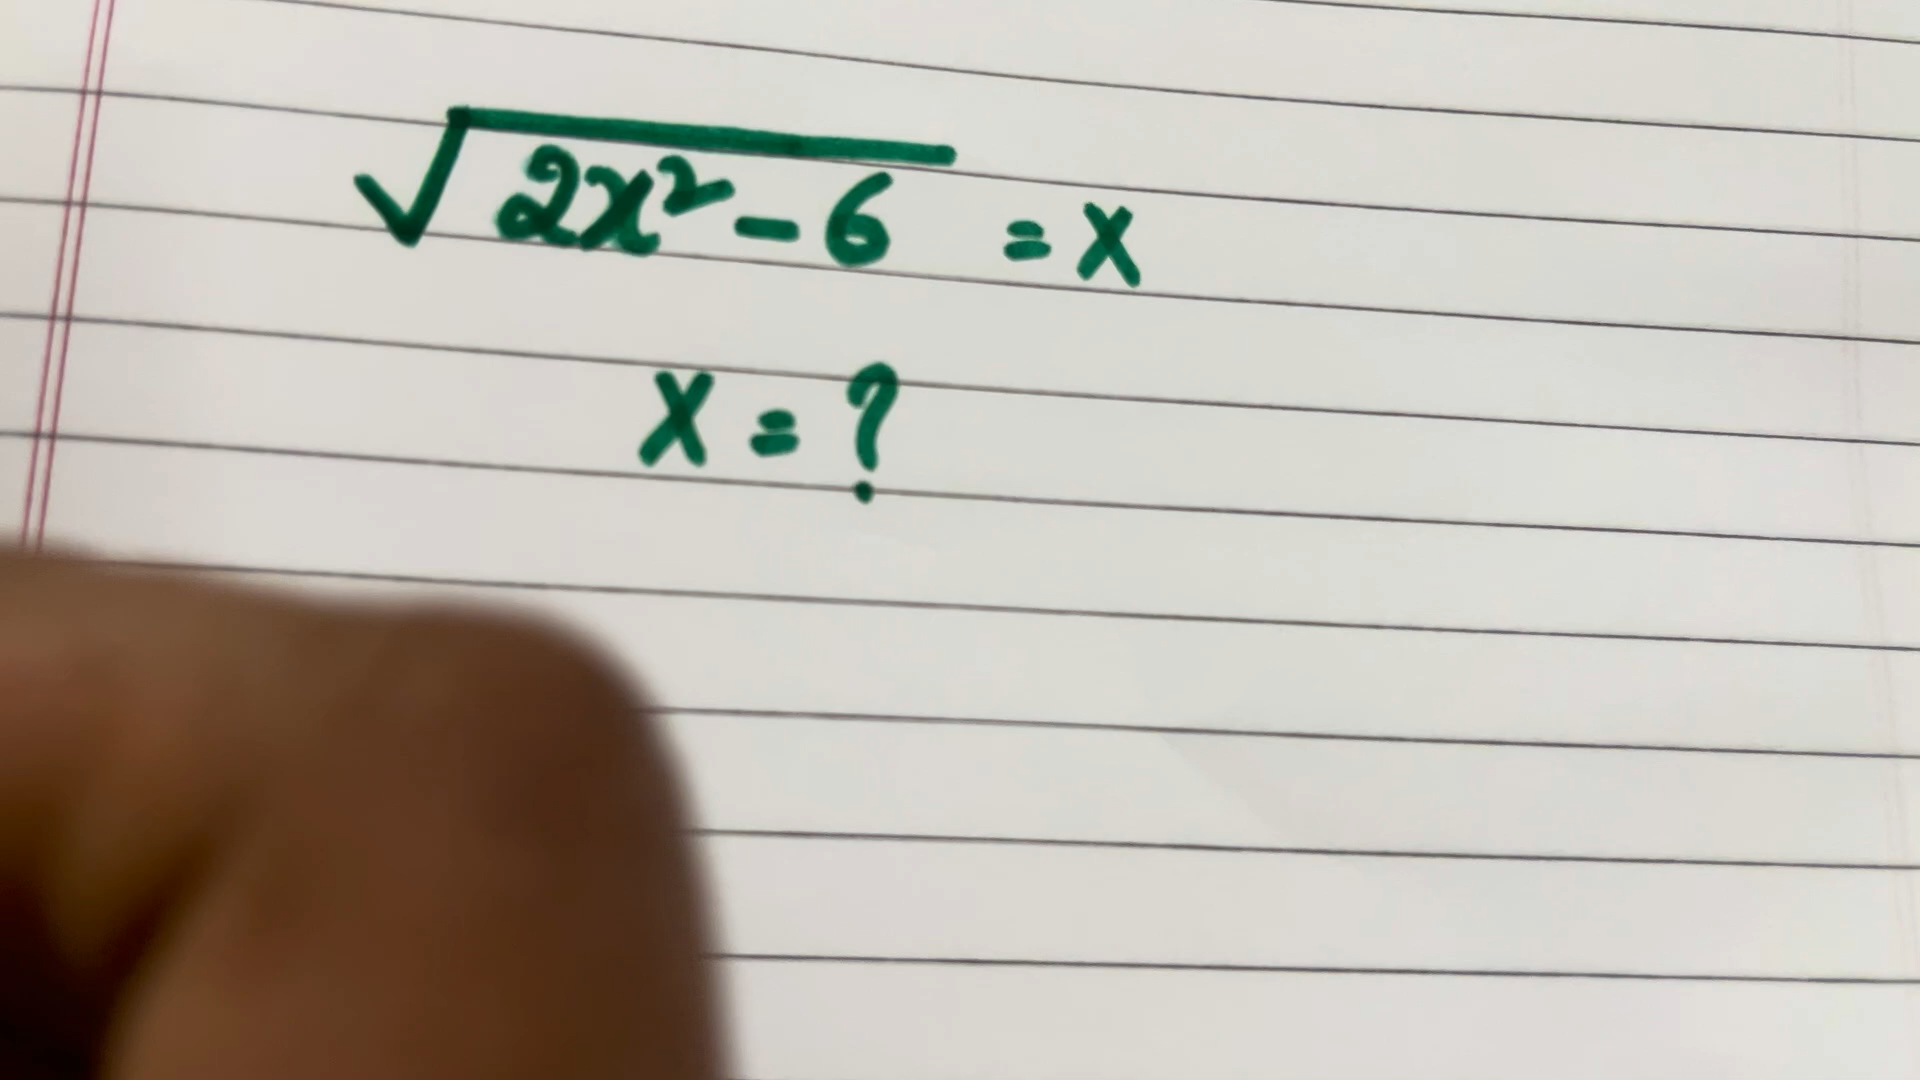 √2x² - 6 = x
x = ?